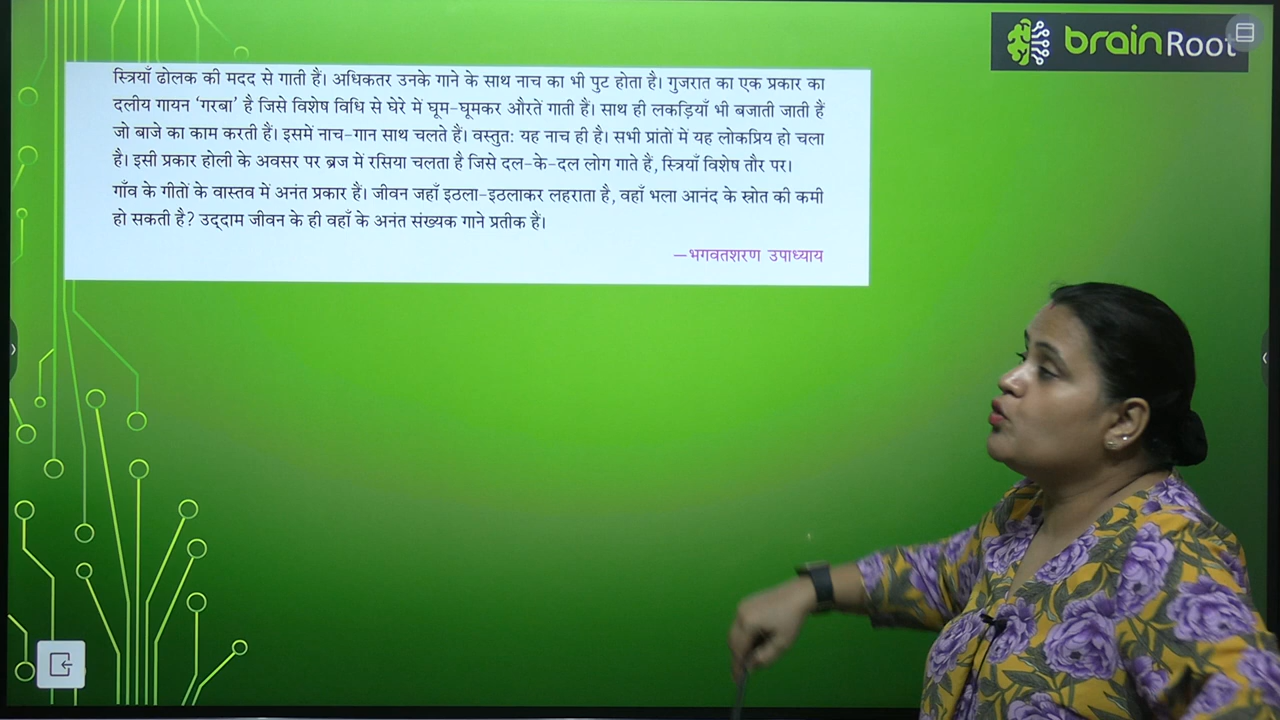 brainRoot
स्त्रियाँ ढोलक की मदद से गाती हैं। अधिकतर उनके गाने के साथ नाच का भी पुट होता है। गुजरात का एक प्रकार का
दलीय गायन ‘गरबा’ है जिसे विशेष विधि से घेरे में घूम-घूमकर औरतें गाती हैं। साथ ही लकड़ियाँ भी बजाती जाती हैं
जो बाजे का काम करती हैं। इसमें नाच-गान साथ चलते हैं। वस्तुत: यह नाच ही है। सभी प्रांतों में यह लोकप्रिय हो चला
है। इसी प्रकार होली के अवसर पर ब्रज में रसिया चलता है जिसे दल-के-दल लोग गाते हैं, स्त्रियाँ विशेष तौर पर।
गाँव के गीतों के वास्तव में अनंत प्रकार हैं। जीवन जहाँ इठला-इठलाकर लहराता है, वहाँ भला आनंद के स्रोत की कमी
हो सकती है? उद्‌दाम जीवन के ही वहाँ के अनंत संख्यक गाने प्रतीक हैं।
—भगवतशरण उपाध्याय